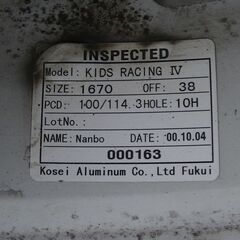 INSPECTED
Model: KIDS RACING Ⅳ
SIZE: 1670 OFF: 38
PCD: 100/114.3 HOLE: 10H
LotNo:
NAME: Nanbo DATE: '00.10.04
000163
Kosei Aluminum Co.,Ltd Fukui